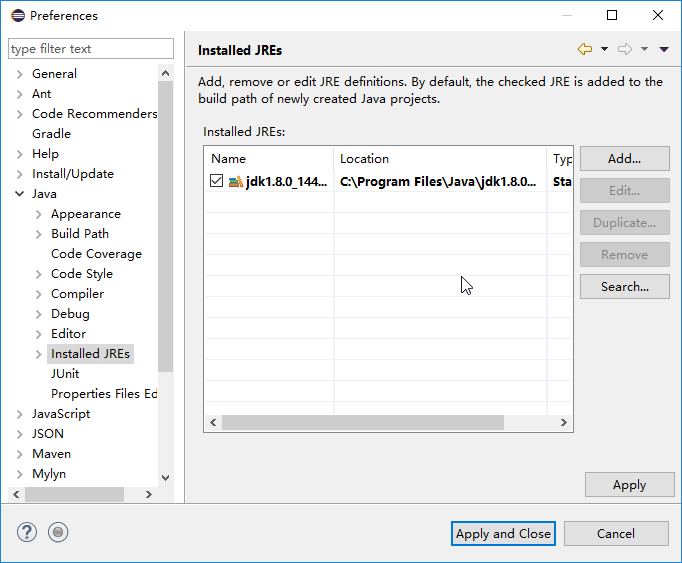 Preferences
type filter text
General
Ant
Code Recommenders
Gradle
Help
Install/Update
Java
Appearance
Build Path
Code Coverage
Code Style
Compiler
Debug
Editor
Installed JREs
JUnit
Properties Files Ed
JavaScript
JSON
Maven
Mylyn
Installed JREs
Add, remove or edit JRE definitions. By default, the checked JRE is added to the
build path of newly created Java projects.
Installed JREs:
Name Location Typ
jdk1.8.0_144... C:\Program Files\Java\jdk1.8.0... Sta
Add...
Edit...
Duplicate...
Remove
Search...
Apply
Apply and Close Cancel